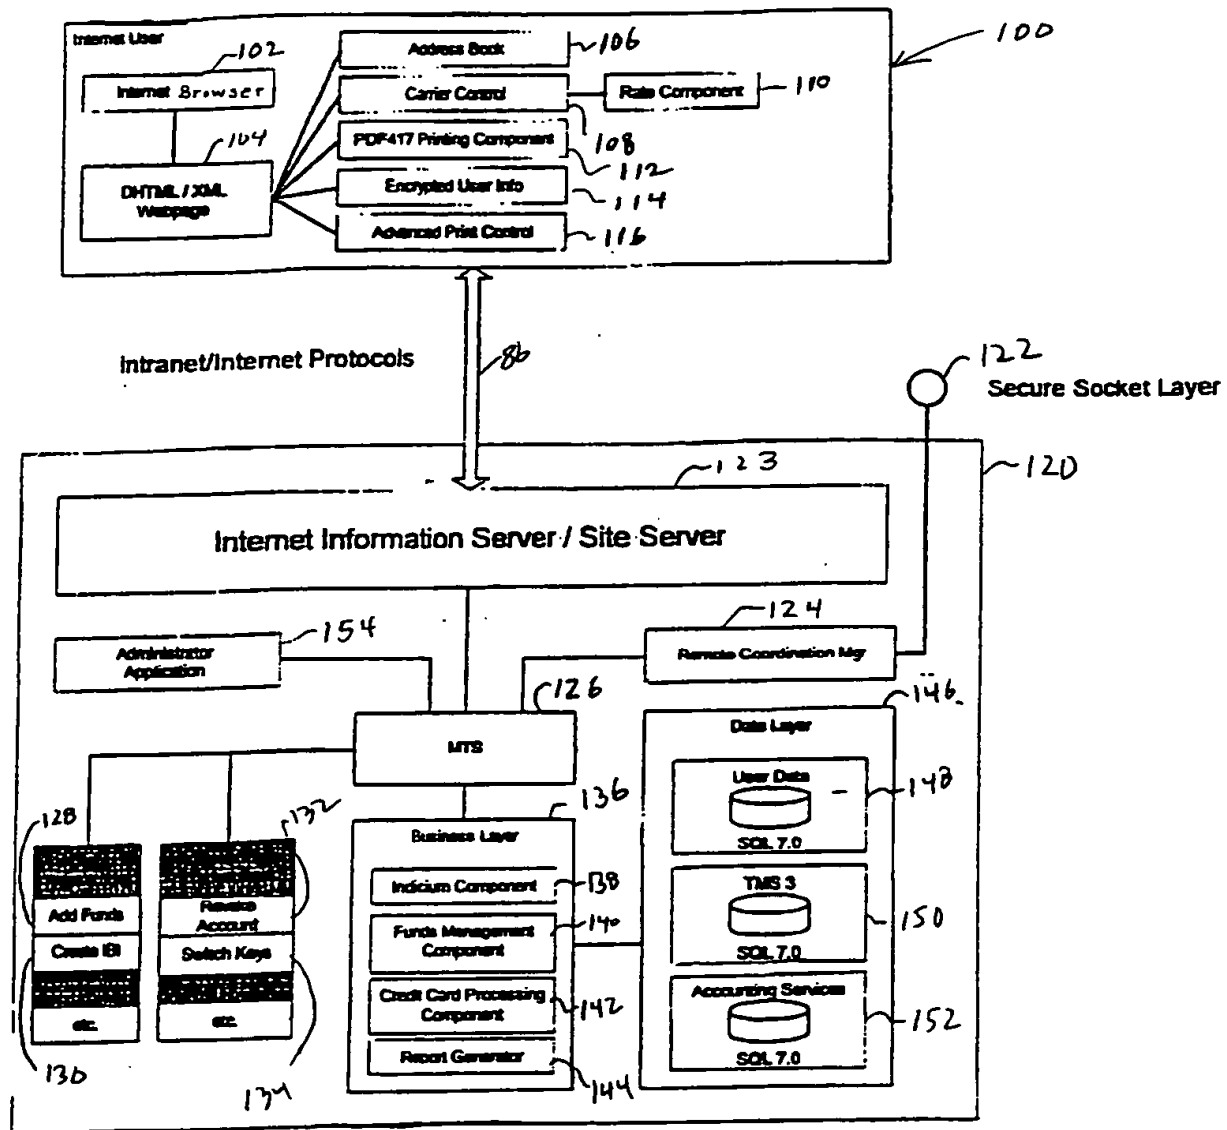 Internet User
102
Internet Browser
104
DHTML / XML
Webpage
Address Book
106
Carrier Control
108
Rate Component
110
PDF417 Printing Component
112
Encrypted User Info
114
Advanced Print Control
116
100
Intranet/Internet Protocols
86
122
Secure Socket Layer
120
123
Internet Information Server / Site Server
154
Administrator
Application
124
Remote Coordination Mgr
126
MTS
146
Data Layer
User Data
148
SQL 7.0
TMS 3
150
SQL 7.0
Accounting Services
152
SQL 7.0
128
132
Add Funds
Create IBI
etc.
130
Revoke
Account
Switch Keys
etc.
134
136
Business Layer
Indicium Component
138
Funds Management
Component
140
Credit Card Processing
Component
142
Report Generator
144